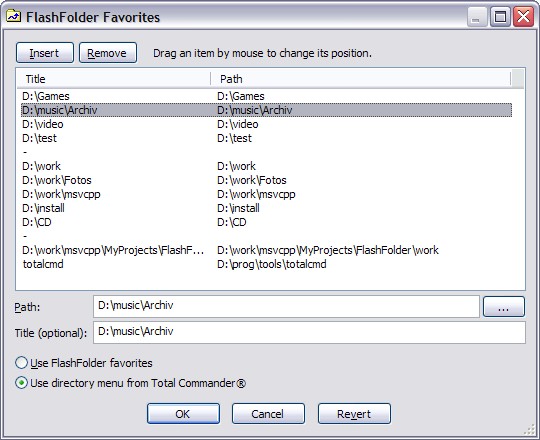 FlashFolder Favorites
Insert Remove Drag an item by mouse to change its position.
Title Path
D:\Games D:\Games
D:\music\Archiv D:\music\Archiv
D:\video D:\video
D:\test D:\test
-
D:\work D:\work
D:\work\Fotos D:\work\Fotos
D:\work\msvcpp D:\work\msvcpp
D:\install D:\install
D:\CD D:\CD
-
D:\work\msvcpp\MyProjects\FlashF... D:\work\msvcpp\MyProjects\FlashFolder\work
totalcmd D:\prog\tools\totalcmd
Path: D:\music\Archiv ...
Title (optional): D:\music\Archiv
Use FlashFolder favorites
Use directory menu from Total Commander®
OK Cancel Revert